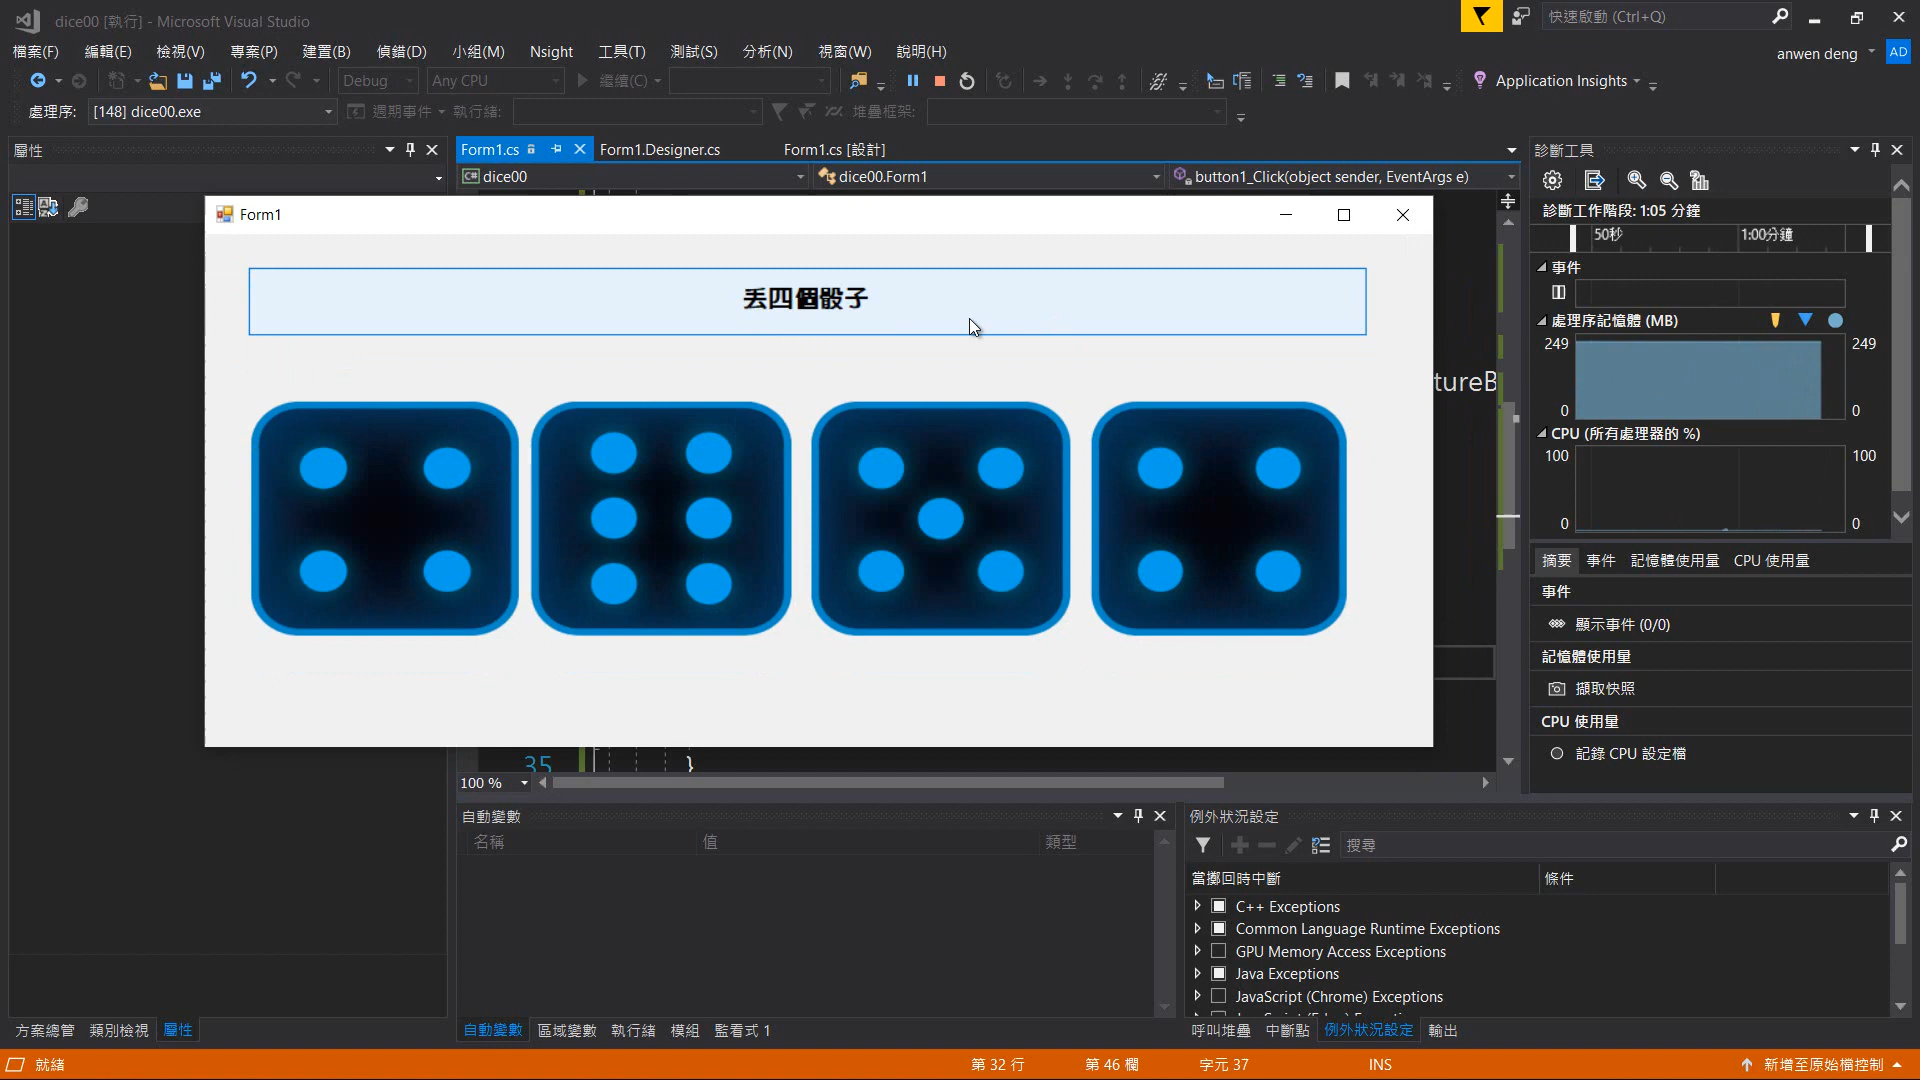 dice00 [執行] - Microsoft Visual Studio
快速啟動 (Ctrl+Q)
檔案(F) 編輯(E) 檢視(V) 專案(P) 建置(B) 偵錯(D) 小組(M) Nsight 工具(T) 測試(S) 分析(N) 視窗(W) 說明(H)
anwen deng AD
Debug Any CPU 繼續(C) Application Insights
處理序: [148] dice00.exe 週期事件 執行緒: 堆疊框架:
屬性
Form1.cs Form1.Designer.cs Form1.cs [設計]
診斷工具
dice00 dice00.Form1 button1_Click(object sender, EventArgs e)
診斷工作階段: 1:05 分鐘
Form1
50秒 1:00分鐘
事件
丟四個骰子
處理序記憶體 (MB)
249 249
tureB
0 0
CPU (所有處理器的 %)
100 100
0 0
摘要 事件 記憶體使用量 CPU 使用量
事件
顯示事件 (0/0)
記憶體使用量
擷取快照
CPU 使用量
記錄 CPU 設定檔
35 }
100 %
自動變數
名稱 值 類型
例外狀況設定
搜尋
當擲回時中斷 條件
C++ Exceptions
Common Language Runtime Exceptions
GPU Memory Access Exceptions
Java Exceptions
JavaScript (Chrome) Exceptions
方案總管 類別檢視 屬性
自動變數 區域變數 執行緒 模組 監看式 1
呼叫堆疊 中斷點 例外狀況設定 輸出
就緒 第 32 行 第 46 欄 字元 37 INS 新增至原始檔控制